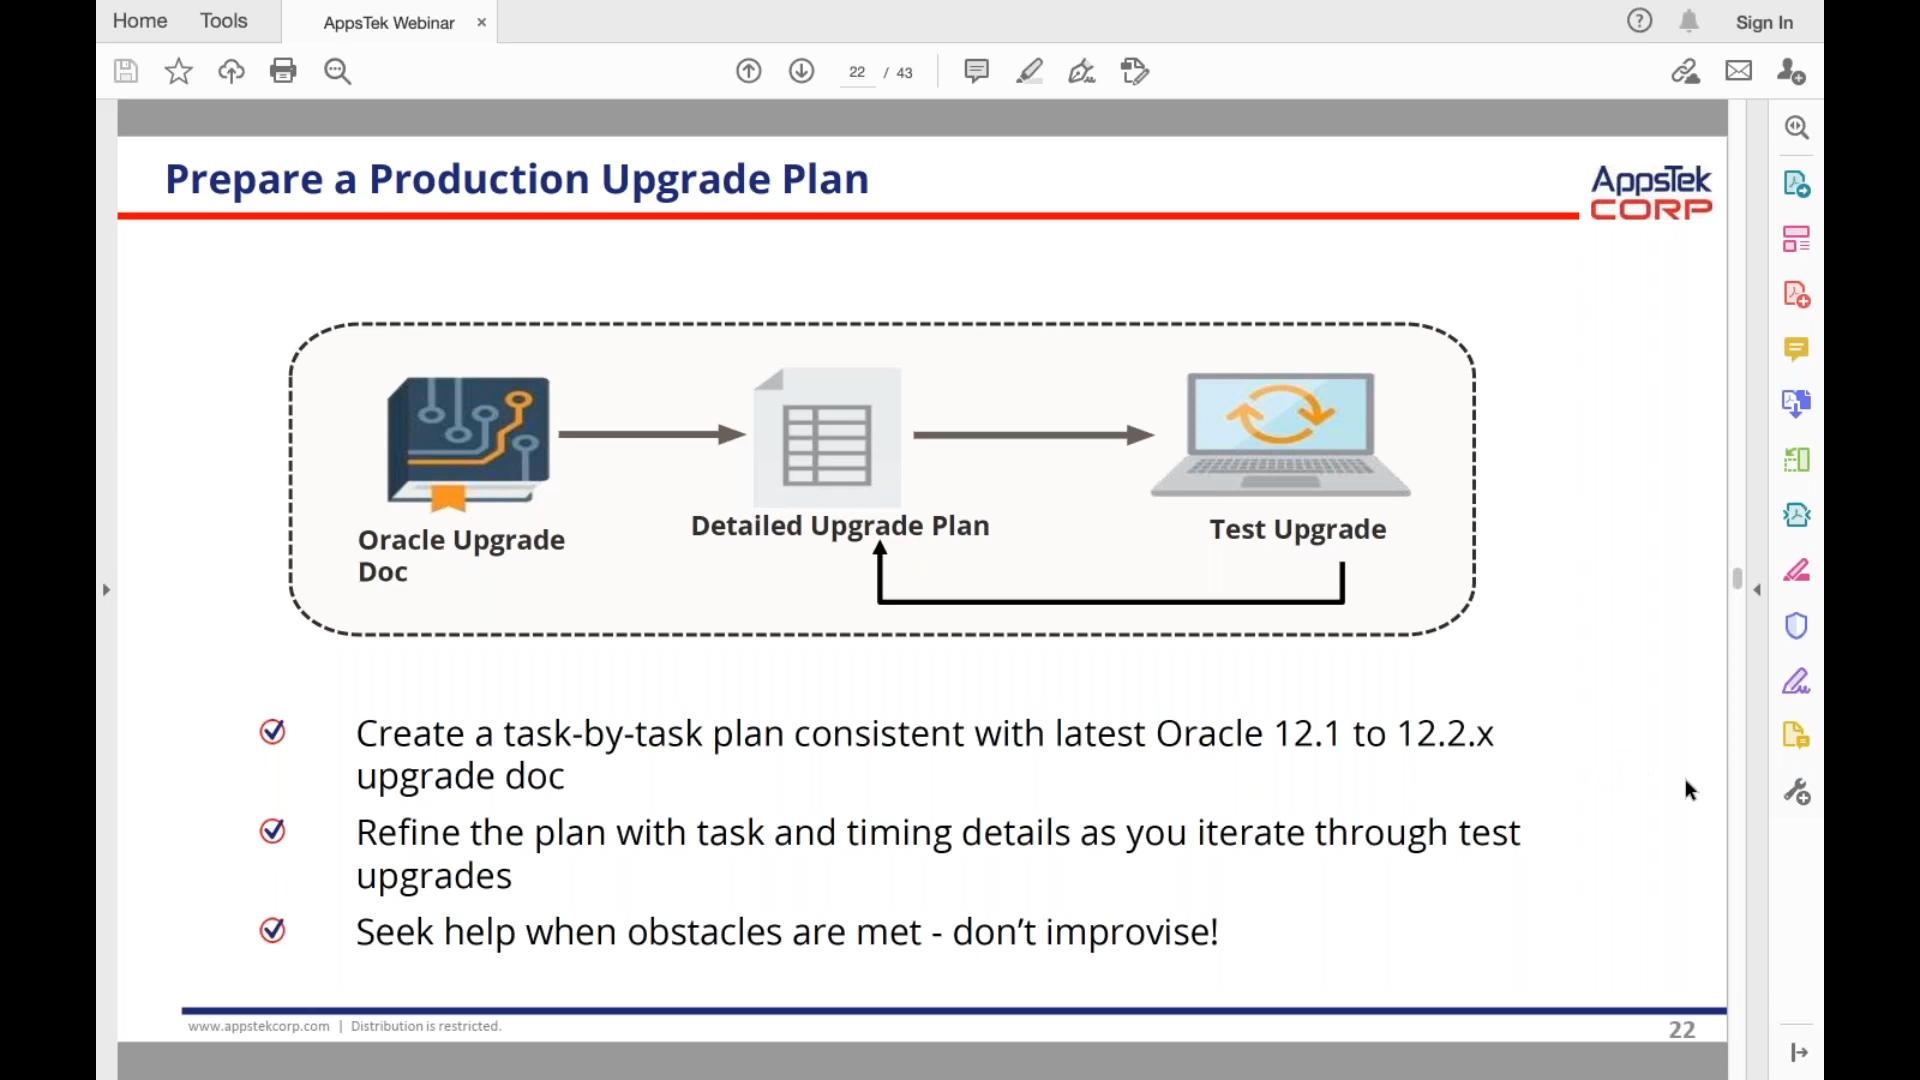 Home Tools AppsTek Webinar × Sign In
22 / 43
Prepare a Production Upgrade Plan
AppsTek
CORP
Oracle Upgrade
Doc
Detailed Upgrade Plan
Test Upgrade
Create a task-by-task plan consistent with latest Oracle 12.1 to 12.2.x
upgrade doc
Refine the plan with task and timing details as you iterate through test
upgrades
Seek help when obstacles are met - don’t improvise!
www.appstekcorp.com | Distribution is restricted.
22